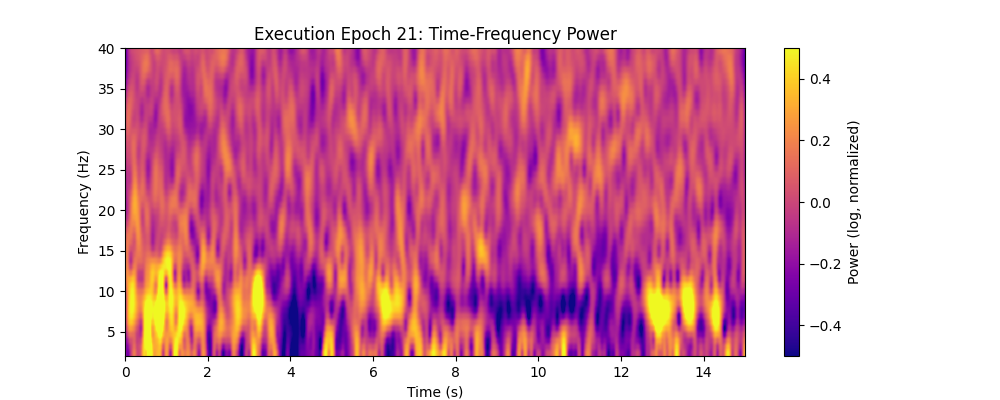 Execution Epoch 21: Time-Frequency Power
Frequency (Hz)
40
35
30
25
20
15
10
5
0 2 4 6 8 10 12 14
Time (s)
0.4
0.2
0.0
−0.2
−0.4
Power (log, normalized)